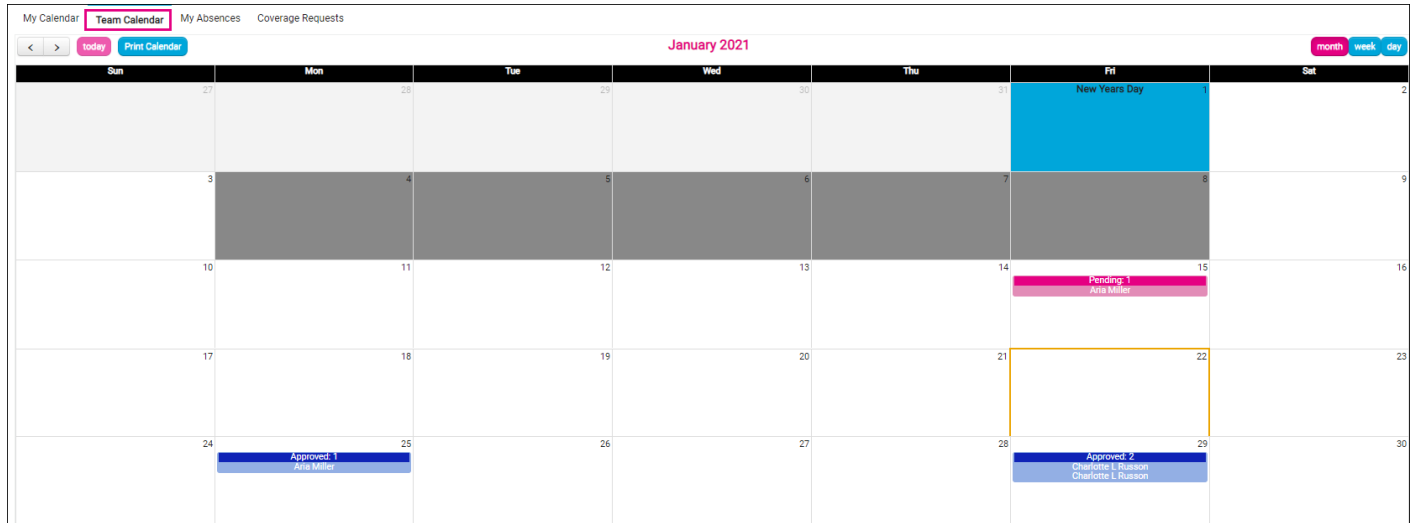 My Calendar Team Calendar My Absences Coverage Requests
< > today Print Calendar January 2021 month week day
Sun Mon Tue Wed Thu Fri Sat
27 28 29 30 31 New Years Day 1 2
3 4 5 6 7 8 9
10 11 12 13 14 15 16
Pending: 1
Aria Miller
17 18 19 20 21 22 23
24 25 26 27 28 29 30
Approved: 1 Approved: 2
Aria Miller Charlotte L Russon
Charlotte L Russon